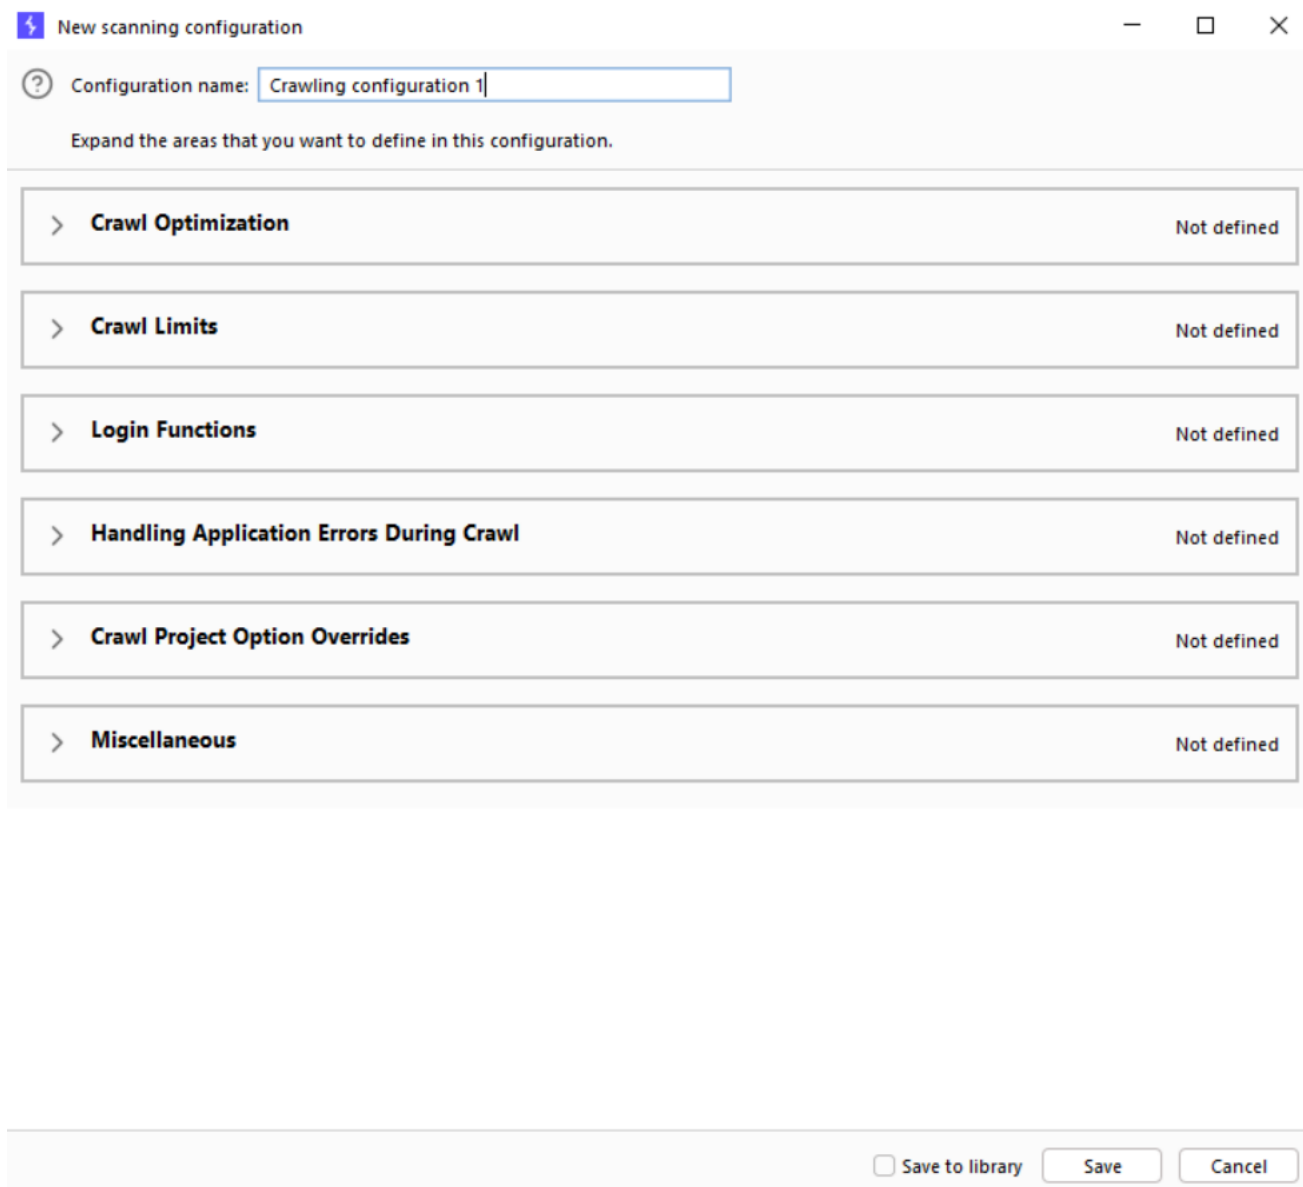 New scanning configuration
Configuration name: Crawling configuration 1
Expand the areas that you want to define in this configuration.
Crawl Optimization Not defined
Crawl Limits Not defined
Login Functions Not defined
Handling Application Errors During Crawl Not defined
Crawl Project Option Overrides Not defined
Miscellaneous Not defined
Save to library Save Cancel